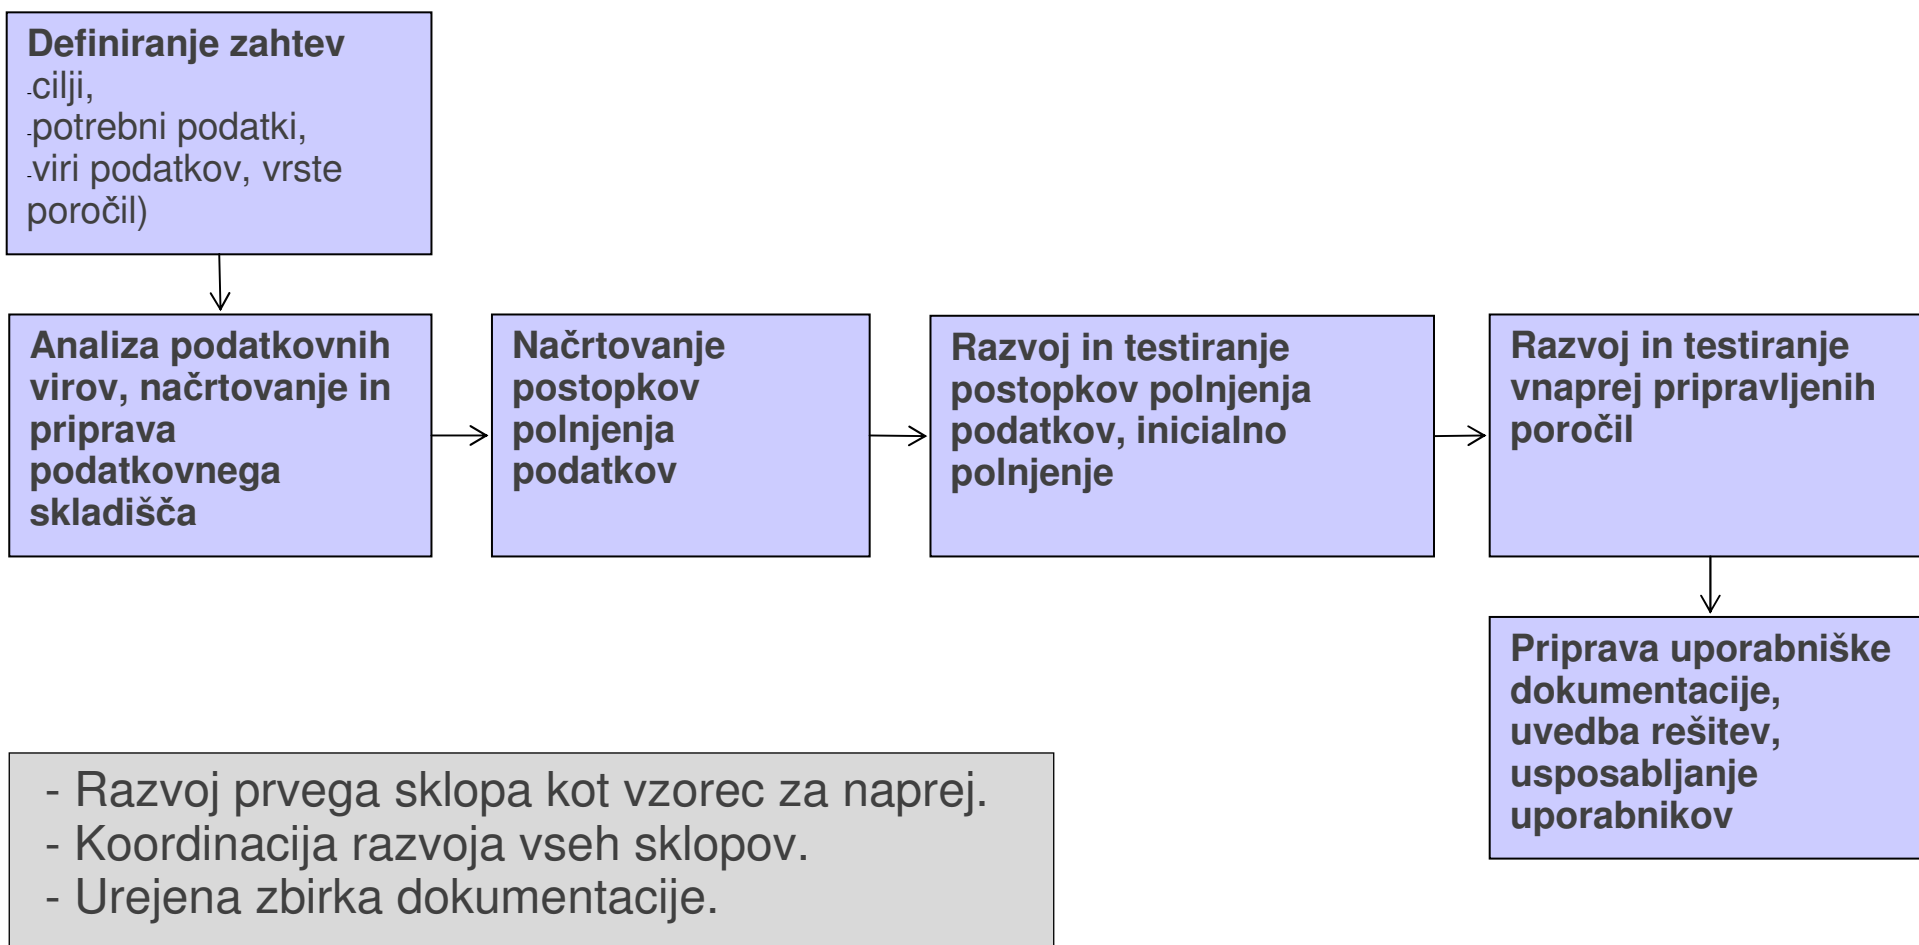 Definiranje zahtev
-cilji,
-potrebni podatki,
-viri podatkov, vrste
poročil)
Analiza podatkovnih
virov, načrtovanje in
priprava
podatkovnega
skladišča
Načrtovanje
postopkov
polnjenja
podatkov
Razvoj in testiranje
postopkov polnjenja
podatkov, inicialno
polnjenje
Razvoj in testiranje
vnaprej pripravljenih
poročil
Priprava uporabniške
dokumentacije,
uvedba rešitev,
usposabljanje
uporabnikov
- Razvoj prvega sklopa kot vzorec za naprej.
- Koordinacija razvoja vseh sklopov.
- Urejena zbirka dokumentacije.